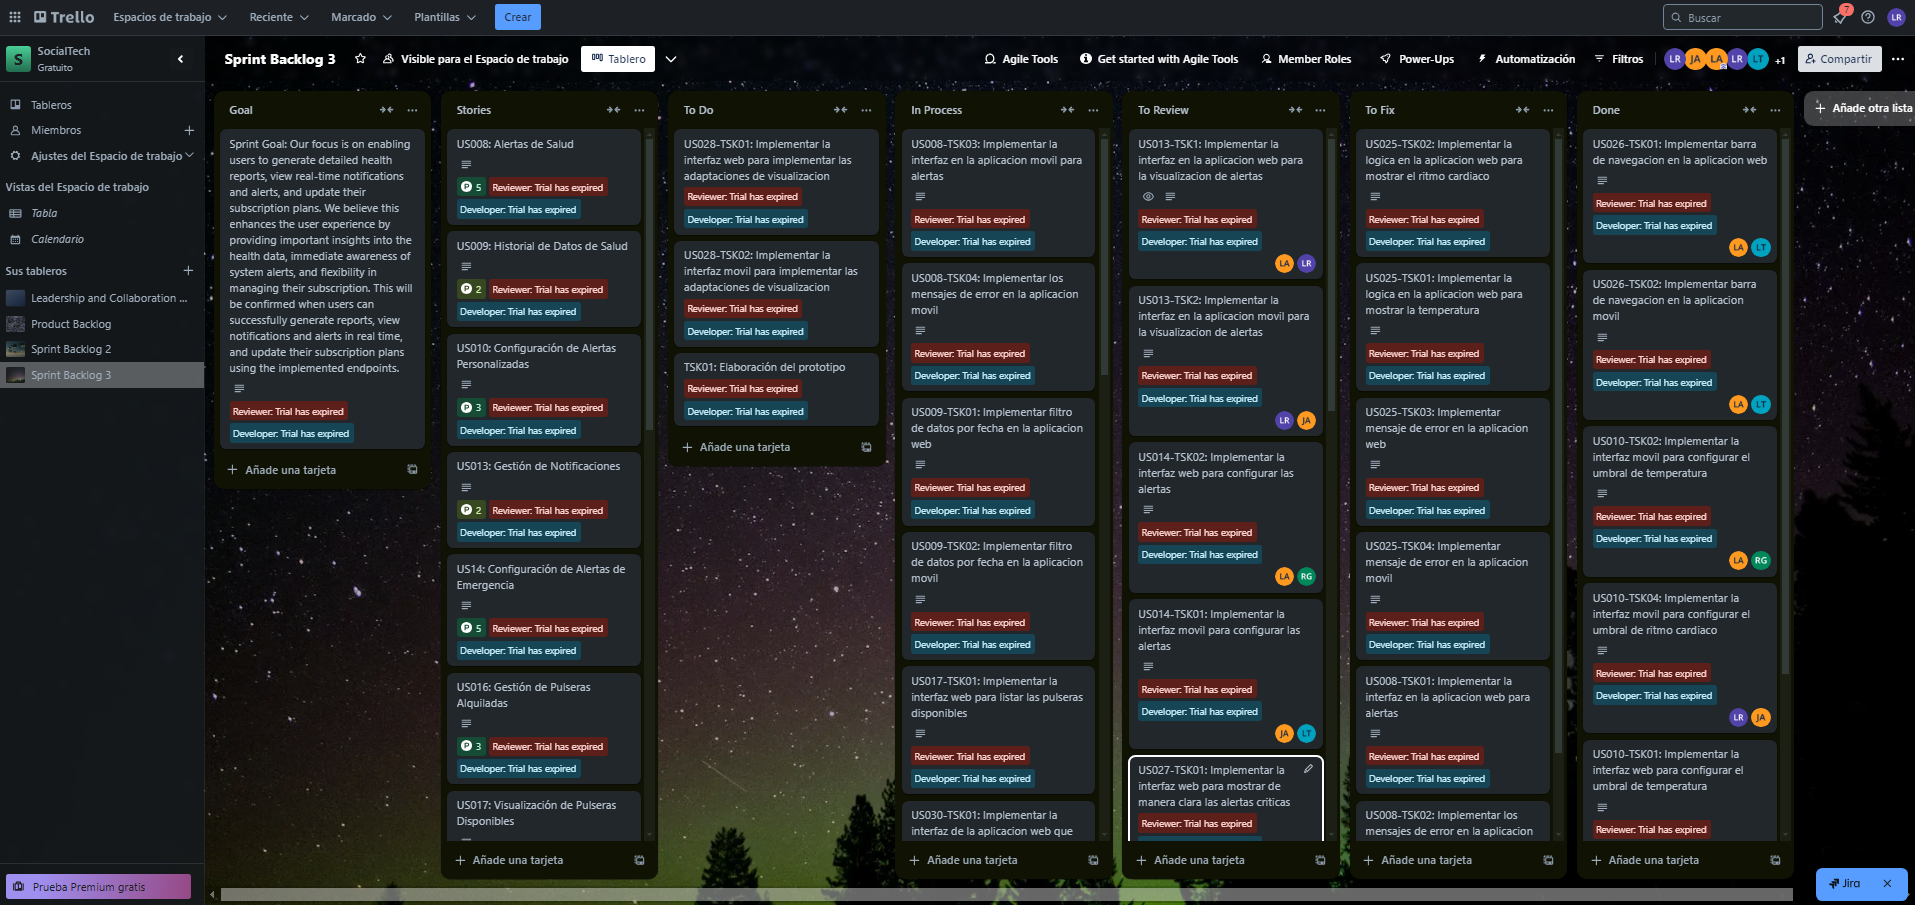 Trello
Espacios de trabajo
Reciente
Marcado
Plantillas
Crear
Buscar
7
LR
S
SocialTech
Gratuito
Sprint Backlog 3
Visible para el Espacio de trabajo
Tablero
Agile Tools
Get started with Agile Tools
Member Roles
Power-Ups
Automatización
Filtros
LR
JA
LA
LR
LT
+1
Compartir
Tableros
Miembros
Ajustes del Espacio de trabajo
Vistas del Espacio de trabajo
Tabla
Calendario
Sus tableros
Leadership and Collaboration ...
Product Backlog
Sprint Backlog 2
Sprint Backlog 3
Prueba Premium gratis
Goal
Sprint Goal: Our focus is on enabling
users to generate detailed health
reports, view real-time notifications
and alerts, and update their
subscription plans. We believe this
enhances the user experience by
providing important insights into the
health data, immediate awareness of
system alerts, and flexibility in
managing their subscription. This will
be confirmed when users can
successfully generate reports, view
notifications and alerts in real time,
and update their subscription plans
using the implemented endpoints.
Reviewer: Trial has expired
Developer: Trial has expired
Añade una tarjeta
Stories
US008: Alertas de Salud
P 5
Reviewer: Trial has expired
Developer: Trial has expired
US009: Historial de Datos de Salud
P 2
Reviewer: Trial has expired
Developer: Trial has expired
US010: Configuración de Alertas
Personalizadas
P 3
Reviewer: Trial has expired
Developer: Trial has expired
US013: Gestión de Notificaciones
P 2
Reviewer: Trial has expired
Developer: Trial has expired
US14: Configuración de Alertas de
Emergencia
P 5
Reviewer: Trial has expired
Developer: Trial has expired
US016: Gestión de Pulseras
Alquiladas
P 3
Reviewer: Trial has expired
Developer: Trial has expired
US017: Visualización de Pulseras
Disponibles
Añade una tarjeta
To Do
US028-TSK01: Implementar la
interfaz web para implementar las
adaptaciones de visualizacion
Reviewer: Trial has expired
Developer: Trial has expired
US028-TSK02: Implementar la
interfaz movil para implementar las
adaptaciones de visualizacion
Reviewer: Trial has expired
Developer: Trial has expired
TSK01: Elaboración del prototipo
Reviewer: Trial has expired
Developer: Trial has expired
Añade una tarjeta
In Process
US008-TSK03: Implementar la
interfaz en la aplicacion movil para
alertas
Reviewer: Trial has expired
Developer: Trial has expired
US008-TSK04: Implementar los
mensajes de error en la aplicacion
movil
Reviewer: Trial has expired
Developer: Trial has expired
US009-TSK01: Implementar filtro
de datos por fecha en la aplicacion
web
Reviewer: Trial has expired
Developer: Trial has expired
US009-TSK02: Implementar filtro
de datos por fecha en la aplicacion
movil
Reviewer: Trial has expired
Developer: Trial has expired
US017-TSK01: Implementar la
interfaz web para listar las pulseras
disponibles
Reviewer: Trial has expired
Developer: Trial has expired
US030-TSK01: Implementar la
interfaz de la aplicacion web que
Añade una tarjeta
To Review
US013-TSK1: Implementar la
interfaz en la aplicacion web para
la visualizacion de alertas
Reviewer: Trial has expired
Developer: Trial has expired
LA
LR
US013-TSK2: Implementar la
interfaz en la aplicacion movil para
la visualizacion de alertas
Reviewer: Trial has expired
Developer: Trial has expired
LR
JA
US014-TSK02: Implementar la
interfaz web para configurar las
alertas
Reviewer: Trial has expired
Developer: Trial has expired
LA
RG
US014-TSK01: Implementar la
interfaz movil para configurar las
alertas
Reviewer: Trial has expired
Developer: Trial has expired
JA
LT
US027-TSK01: Implementar la
interfaz web para mostrar de
manera clara las alertas criticas
Reviewer: Trial has expired
Añade una tarjeta
To Fix
US025-TSK02: Implementar la
logica en la aplicacion web para
mostrar el ritmo cardiaco
Reviewer: Trial has expired
Developer: Trial has expired
US025-TSK01: Implementar la
logica en la aplicacion web para
mostrar la temperatura
Reviewer: Trial has expired
Developer: Trial has expired
US025-TSK03: Implementar
mensaje de error en la aplicacion
web
Reviewer: Trial has expired
Developer: Trial has expired
US025-TSK04: Implementar
mensaje de error en la aplicacion
movil
Reviewer: Trial has expired
Developer: Trial has expired
US008-TSK01: Implementar la
interfaz en la aplicacion web para
alertas
Reviewer: Trial has expired
Developer: Trial has expired
US008-TSK02: Implementar los
mensajes de error en la aplicacion
Añade una tarjeta
Done
US026-TSK01: Implementar barra
de navegacion en la aplicacion web
Reviewer: Trial has expired
Developer: Trial has expired
LA
LT
US026-TSK02: Implementar barra
de navegacion en la aplicacion
movil
Reviewer: Trial has expired
Developer: Trial has expired
LA
LT
US010-TSK02: Implementar la
interfaz movil para configurar el
umbral de temperatura
Reviewer: Trial has expired
Developer: Trial has expired
LA
RG
US010-TSK04: Implementar la
interfaz movil para configurar el
umbral de ritmo cardiaco
Reviewer: Trial has expired
Developer: Trial has expired
LR
JA
US010-TSK01: Implementar la
interfaz web para configurar el
umbral de temperatura
Reviewer: Trial has expired
Añade una tarjeta
Añade otra lista
Jira